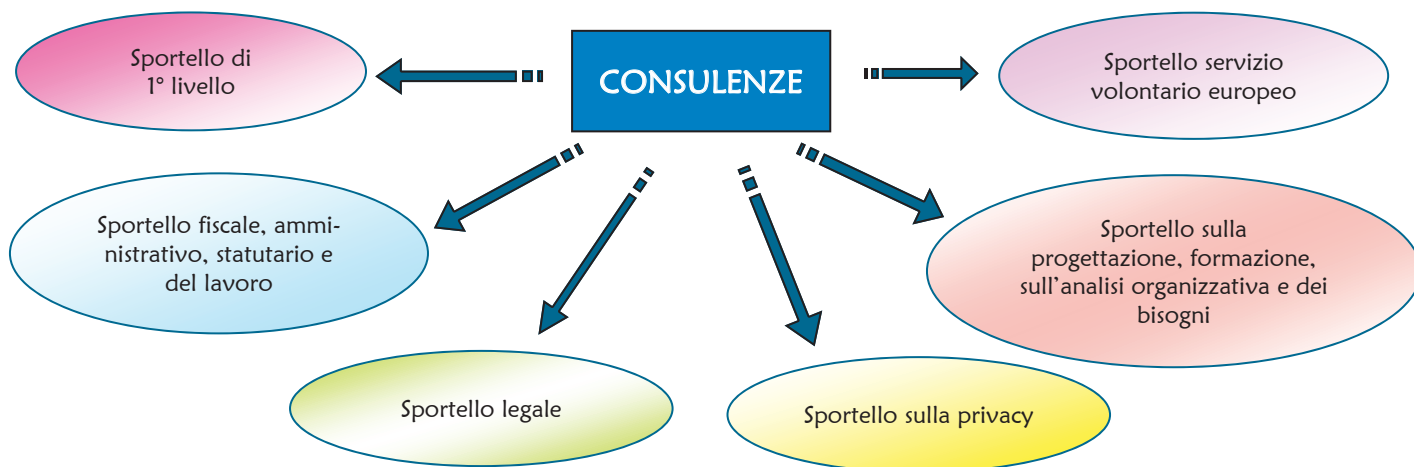 CONSULENZE
Sportello di
1° livello
Sportello servizio
volontario europeo
Sportello fiscale, ammi-
nistrativo, statutario e
del lavoro
Sportello sulla
progettazione, formazione,
sull'analisi organizzativa e dei
bisogni
Sportello legale
Sportello sulla privacy